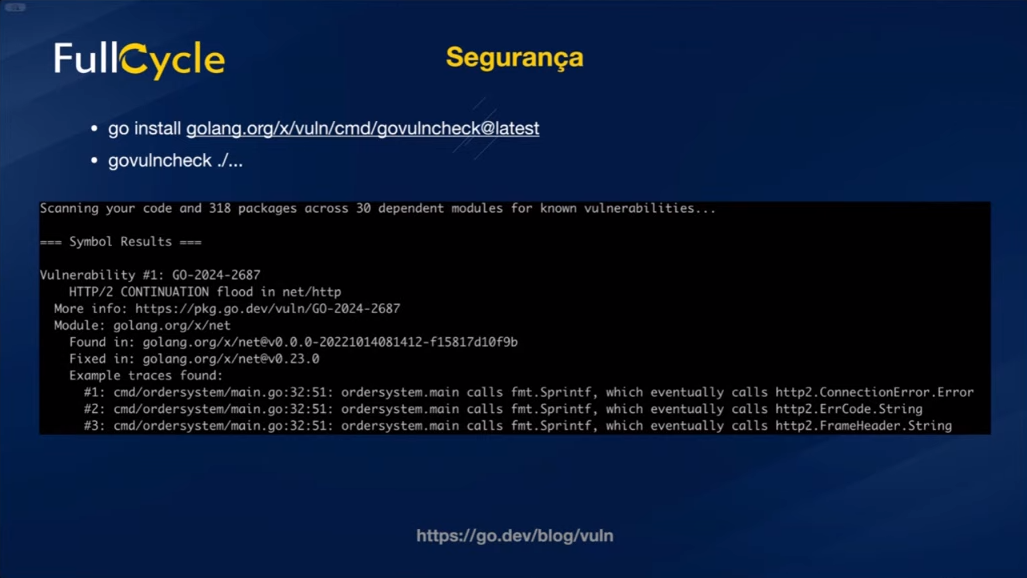 FullCycle
Segurança
• go install golang.org/x/vuln/cmd/govulncheck@latest
• govulncheck ./...
Scanning your code and 318 packages across 30 dependent modules for known vulnerabilities...
=== Symbol Results ===
Vulnerability #1: GO-2024-2687
HTTP/2 CONTINUATION flood in net/http
More info: https://pkg.go.dev/vuln/GO-2024-2687
Module: golang.org/x/net
Found in: golang.org/x/net@v0.0.0-20221014081412-f15817d10f9b
Fixed in: golang.org/x/net@v0.23.0
Example traces found:
#1: cmd/ordersystem/main.go:32:51: ordersystem.main calls fmt.Sprintf, which eventually calls http2.ConnectionError.Error
#2: cmd/ordersystem/main.go:32:51: ordersystem.main calls fmt.Sprintf, which eventually calls http2.ErrCode.String
#3: cmd/ordersystem/main.go:32:51: ordersystem.main calls fmt.Sprintf, which eventually calls http2.FrameHeader.String
https://go.dev/blog/vuln